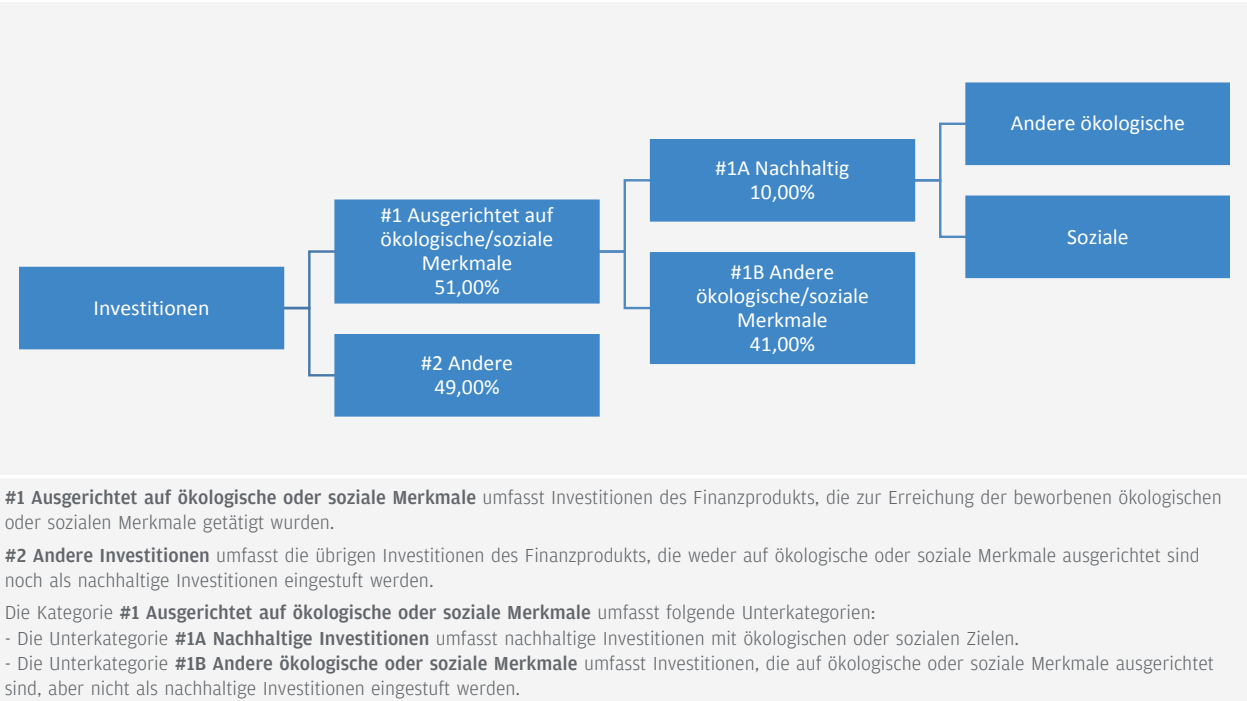 Investitionen
#1 Ausgerichtet auf
ökologische/soziale
Merkmale
51,00%
#2 Andere
49,00%
#1A Nachhaltig
10,00%
#1B Andere
ökologische/soziale
Merkmale
41,00%
Andere ökologische
Soziale
#1 Ausgerichtet auf ökologische oder soziale Merkmale umfasst Investitionen des Finanzprodukts, die zur Erreichung der beworbenen ökologischen
oder sozialen Merkmale getätigt wurden.
#2 Andere Investitionen umfasst die übrigen Investitionen des Finanzprodukts, die weder auf ökologische oder soziale Merkmale ausgerichtet sind
noch als nachhaltige Investitionen eingestuft werden.
Die Kategorie #1 Ausgerichtet auf ökologische oder soziale Merkmale umfasst folgende Unterkategorien:
- Die Unterkategorie #1A Nachhaltige Investitionen umfasst nachhaltige Investitionen mit ökologischen oder sozialen Zielen.
- Die Unterkategorie #1B Andere ökologische oder soziale Merkmale umfasst Investitionen, die auf ökologische oder soziale Merkmale ausgerichtet
sind, aber nicht als nachhaltige Investitionen eingestuft werden.